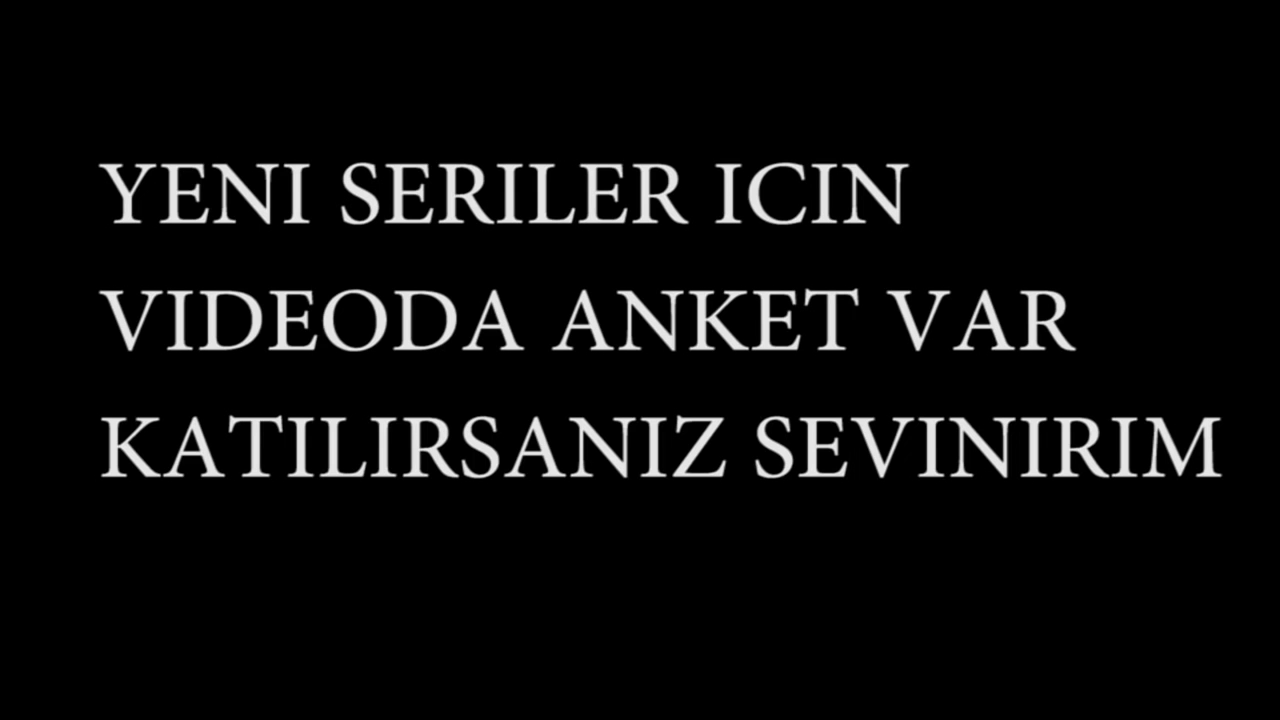 YENI SERILER ICIN
VIDEODA ANKET VAR
KATILIRSANIZ SEVINIRIM